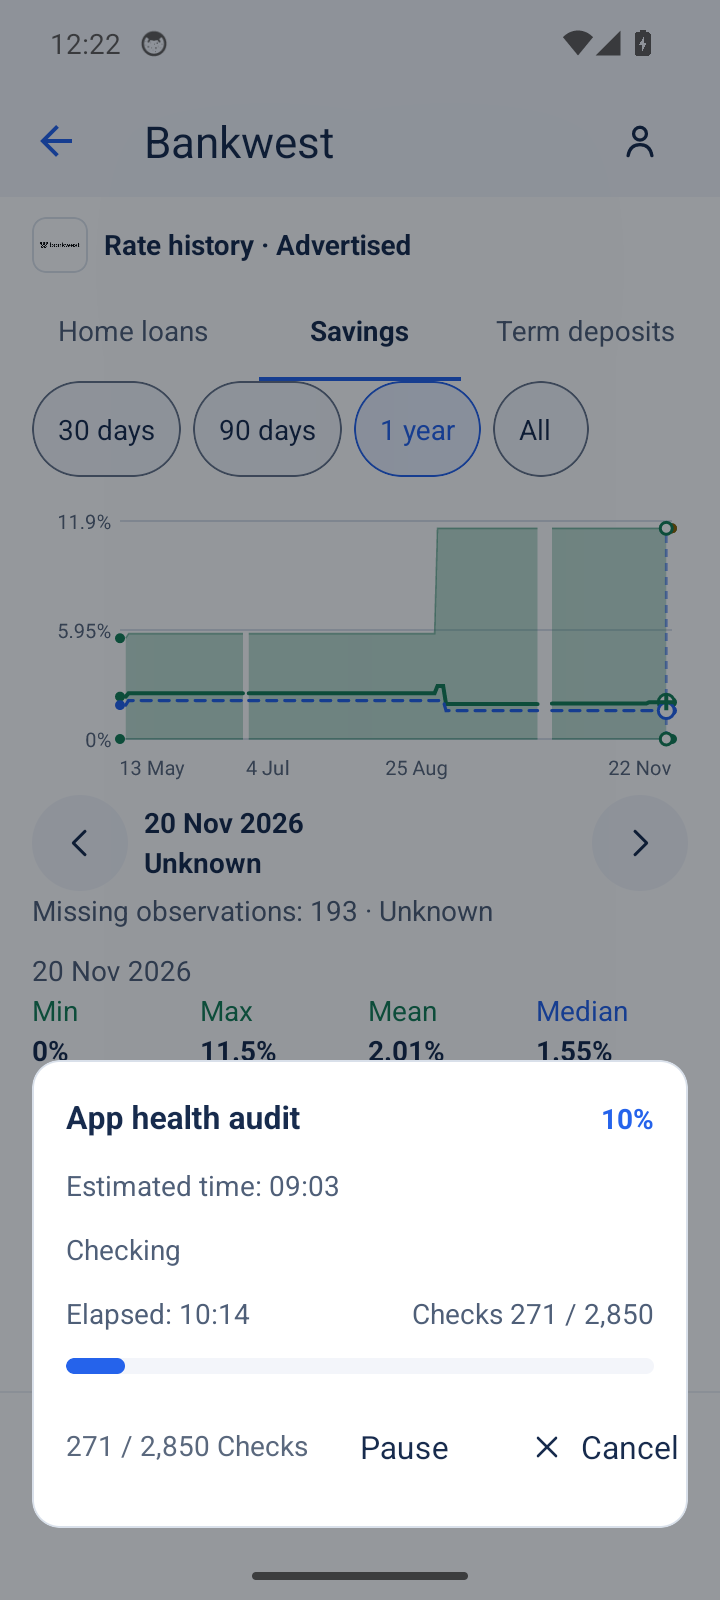 12:22
Bankwest
bankwest
Rate history · Advertised
Home loans Savings Term deposits
30 days 90 days 1 year All
11.9%
5.95%
0%
13 May 4 Jul 25 Aug 22 Nov
20 Nov 2026
Unknown
Missing observations: 193 · Unknown
20 Nov 2026
Min Max Mean Median
0% 11.5% 2.01% 1.55%
App health audit 10%
Estimated time: 09:03
Checking
Elapsed: 10:14 Checks 271 / 2,850
271 / 2,850 Checks Pause Cancel